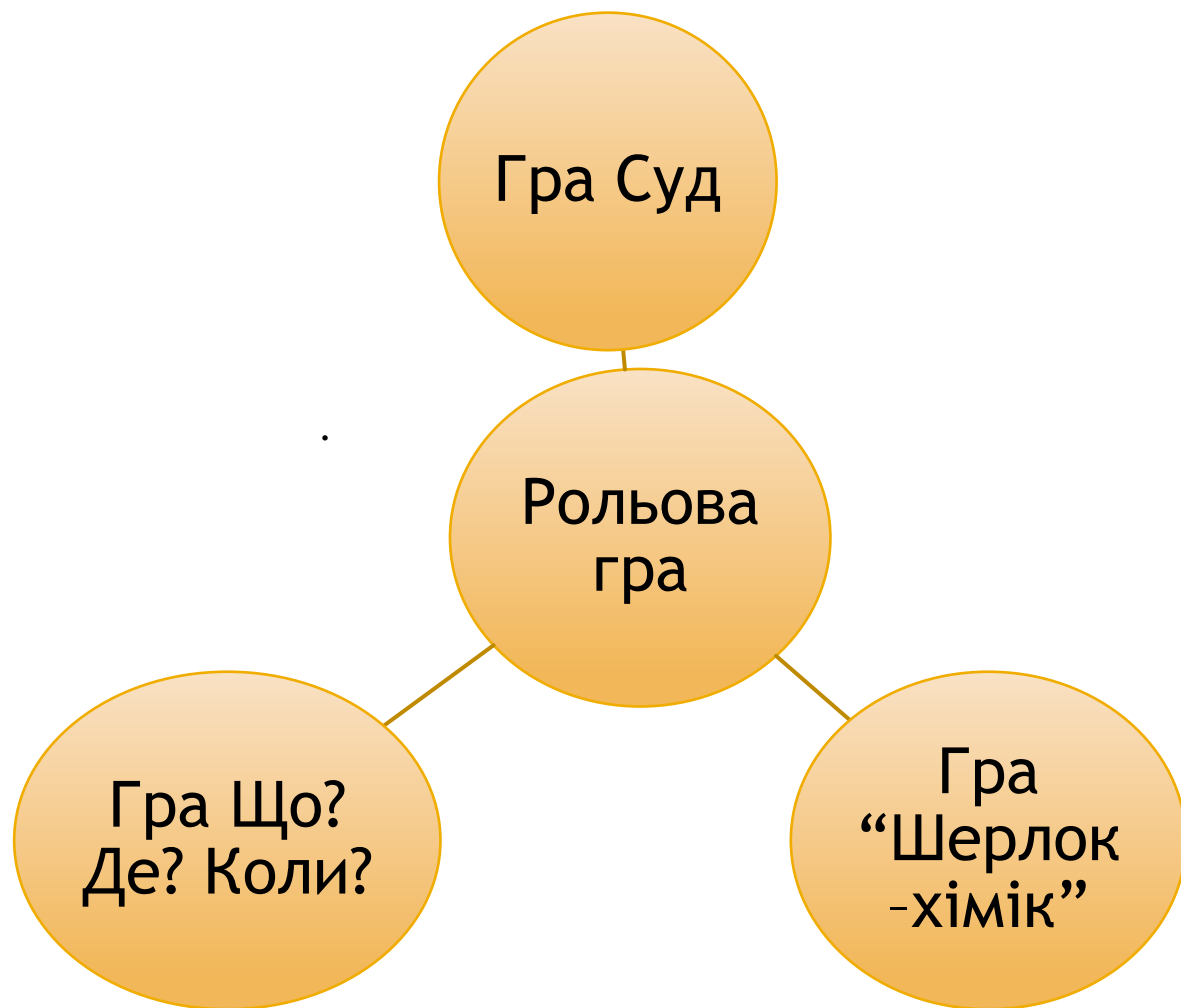 Гра Суд
.
Рольова
гра
Гра Що?
Де? Коли?
Гра
“Шерлок
-хімік”